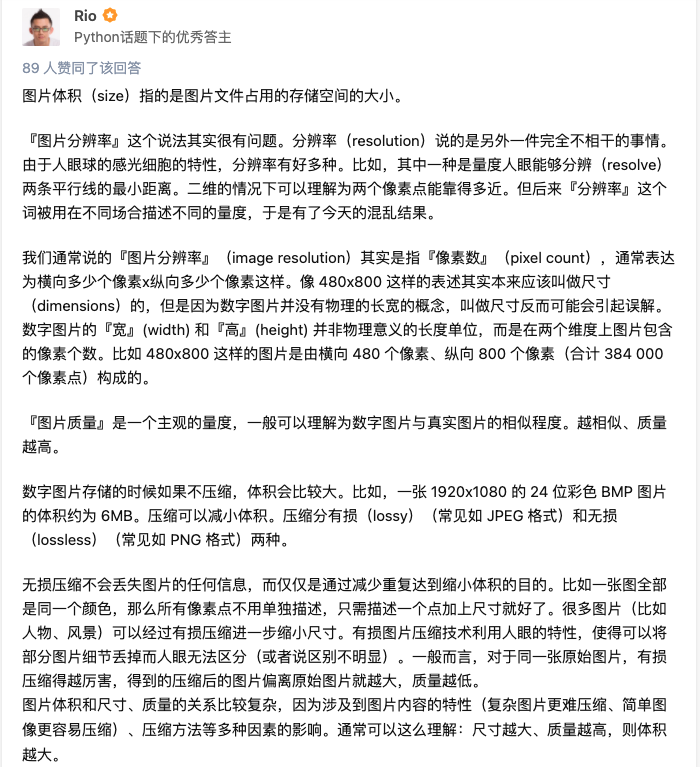 Rio
Python话题下的优秀答主
89 人赞同了该回答
图片体积（size）指的是图片文件占用的存储空间的大小。
『图片分辨率』这个说法其实很有问题。分辨率（resolution）说的是另外一件完全不相干的事情。
由于人眼球的感光细胞的特性，分辨率有好多种。比如，其中一种是量度人眼能够分辨（resolve）
两条平行线的最小距离。二维的情况下可以理解为两个像素点能靠得多近。但后来『分辨率』这个
词被用在不同场合描述不同的量度，于是有了今天的混乱结果。
我们通常说的『图片分辨率』（image resolution）其实是指『像素数』（pixel count），通常表达
为横向多少个像素x纵向多少个像素这样。像 480x800 这样的表述其实本来应该叫做尺寸
（dimensions）的，但是因为数字图片并没有物理的长宽的概念，叫做尺寸反而可能会引起误解。
数字图片的『宽』(width) 和『高』(height) 并非物理意义的长度单位，而是在两个维度上图片包含
的像素个数。比如 480x800 这样的图片是由横向 480 个像素、纵向 800 个像素（合计 384 000
个像素点）构成的。
『图片质量』是一个主观的量度，一般可以理解为数字图片与真实图片的相似程度。越相似、质量
越高。
数字图片存储的时候如果不压缩，体积会比较大。比如，一张 1920x1080 的 24 位彩色 BMP 图片
的体积约为 6MB。压缩可以减小体积。压缩分有损（lossy）（常见如 JPEG 格式）和无损
（lossless）（常见如 PNG 格式）两种。
无损压缩不会丢失图片的任何信息，而仅仅是通过减少重复达到缩小体积的目的。比如一张图全部
是同一个颜色，那么所有像素点不用单独描述，只需描述一个点加上尺寸就好了。很多图片（比如
人物、风景）可以经过有损压缩进一步缩小尺寸。有损图片压缩技术利用人眼的特性，使得可以将
部分图片细节丢掉而人眼无法区分（或者说区别不明显）。一般而言，对于同一张原始图片，有损
压缩得越厉害，得到的压缩后的图片偏离原始图片就越大，质量越低。
图片体积和尺寸、质量的关系比较复杂，因为涉及到图片内容的特性（复杂图片更难压缩、简单图
像更容易压缩）、压缩方法等多种因素的影响。通常可以这么理解：尺寸越大、质量越高，则体积
越大。